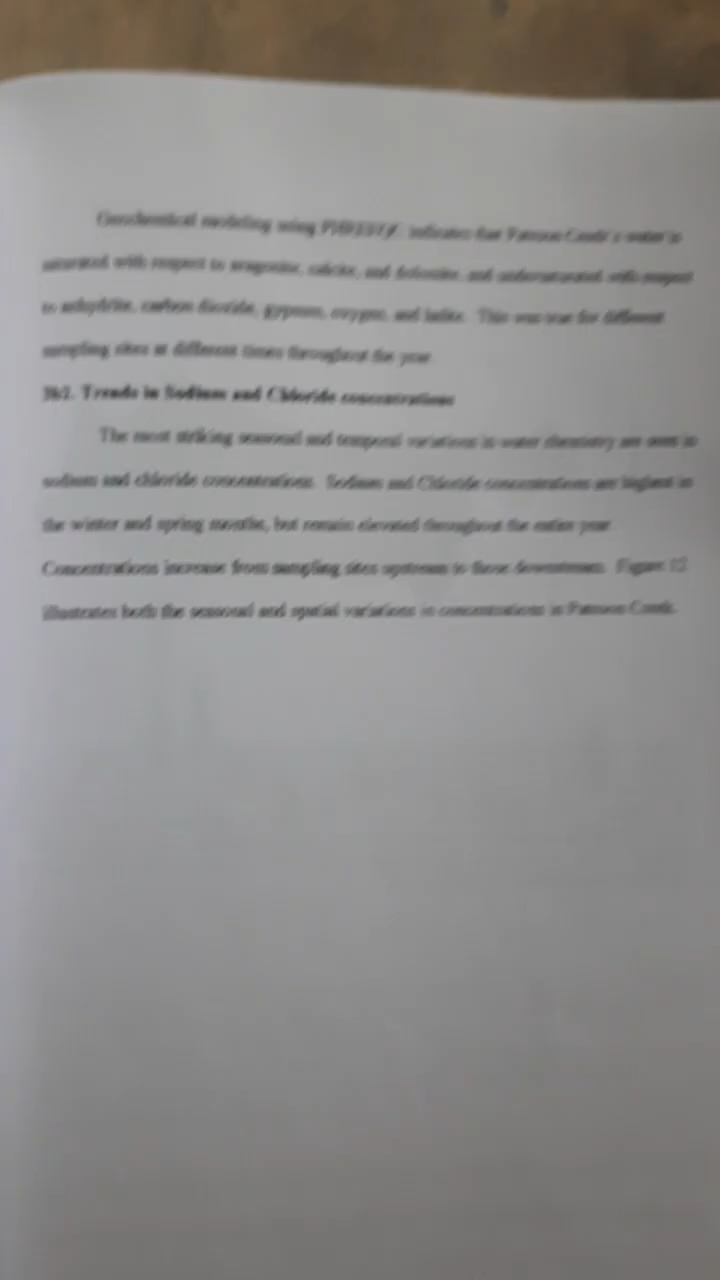 Geochemical modeling using indicates that Patroon Creek's water is
saturated with respect to aragonite, calcite, and dolomite, and undersaturated with respect
to anhydrite, carbon dioxide, gypsum, oxygen, and halite. This was true for different
sampling sites at different times throughout the year.
Trends in Sodium and Chloride concentrations
The most striking seasonal and temporal variations in water chemistry are seen in
sodium and chloride concentrations. Sodium and Chloride concentrations are highest in
the winter and spring months, but remain elevated throughout the entire year.
Concentrations increase from sampling sites upstream to those downstream. Figure 12
illustrates both the seasonal and spatial variations in concentrations in Patroon Creek.